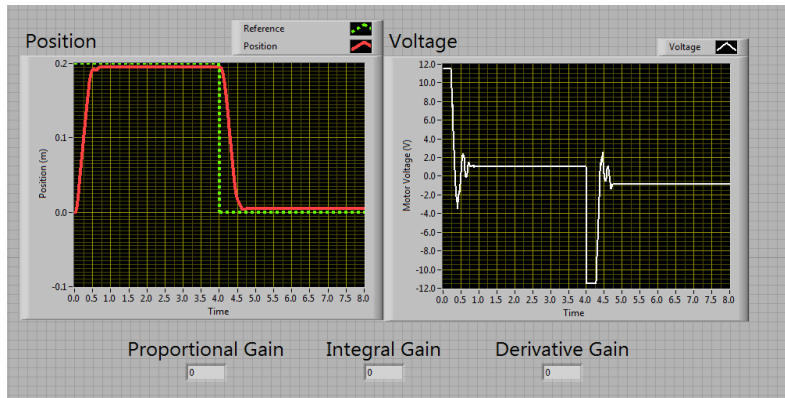 Position
Reference
Position
Position (m)
0.2
0.1
0.0
-0.1
0.0 0.5 1.0 1.5 2.0 2.5 3.0 3.5 4.0 4.5 5.0 5.5 6.0 6.5 7.0 7.5 8.0
Time
Voltage
Voltage
Motor Voltage (V)
12.0
10.0
8.0
6.0
4.0
2.0
0.0
-2.0
-4.0
-6.0
-8.0
-10.0
-12.0
0.0 0.5 1.0 1.5 2.0 2.5 3.0 3.5 4.0 4.5 5.0 5.5 6.0 6.5 7.0 7.5 8.0
Time
Proportional Gain
0
Integral Gain
0
Derivative Gain
0